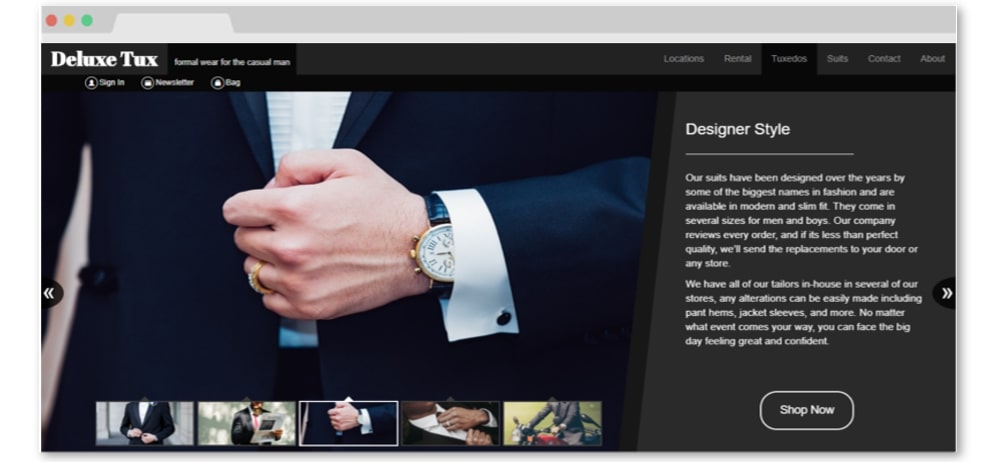 Deluxe Tux formal wear for the casual man
Locations Rental Tuxedos Suits Contact About
Sign In Newsletter Bag
Designer Style
Our suits have been designed over the years by
some of the biggest names in fashion and are
available in modern and slim fit. They come in
several sizes for men and boys. Our company
reviews every order, and if its less than perfect
quality, we'll send the replacements to your door or
any store.
We have all of our tailors in-house in several of our
stores, any alterations can be easily made including
pant hems, jacket sleeves, and more. No matter
what event comes your way, you can face the big
day feeling great and confident.
Shop Now